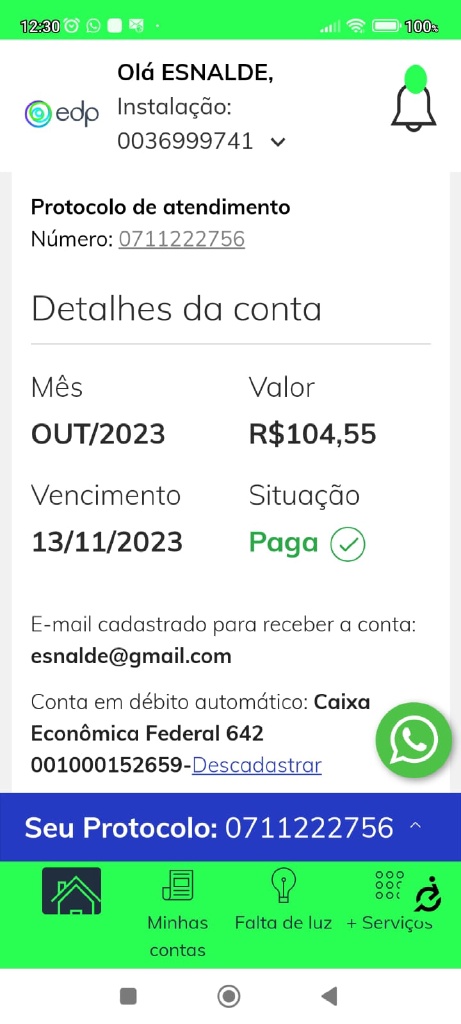 12:30
100%
edp
Olá ESNALDE,
Instalação:
0036999741
Protocolo de atendimento
Número: 0711222756
Detalhes da conta
Mês
Valor
OUT/2023
R$104,55
Vencimento
Situação
13/11/2023
Paga
E-mail cadastrado para receber a conta:
esnalde@gmail.com
Conta em débito automático: Caixa
Econômica Federal 642
001000152659-Descadastrar
Seu Protocolo: 0711222756
Minhas
contas
Falta de luz
+ Serviços